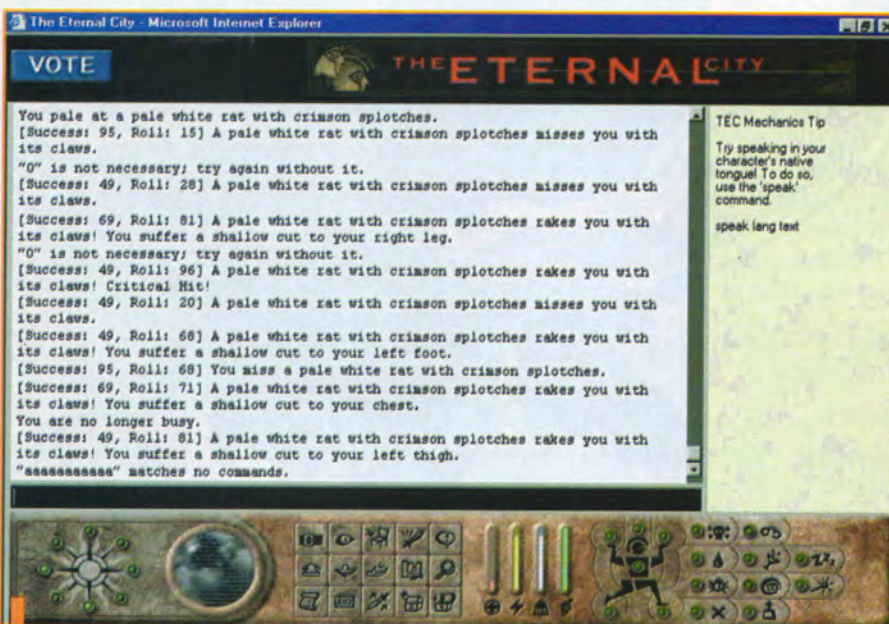 The Eternal City - Microsoft Internet Explorer
VOTE
THE ETERNAL CITY
You pale at a pale white rat with crimson splotches.
[Success: 95, Roll: 15] A pale white rat with crimson splotches misses you with
its claws.
"0" is not necessary; try again without it.
[Success: 49, Roll: 28] A pale white rat with crimson splotches misses you with
its claws.
[Success: 69, Roll: 81] A pale white rat with crimson splotches rakes you with
its claws! You suffer a shallow cut to your right leg.
"0" is not necessary; try again without it.
[Success: 49, Roll: 96] A pale white rat with crimson splotches rakes you with
its claws! Critical Hit!
[Success: 49, Roll: 20] A pale white rat with crimson splotches misses you with
its claws.
[Success: 49, Roll: 68] A pale white rat with crimson splotches rakes you with
its claws! You suffer a shallow cut to your left foot.
[Success: 95, Roll: 68] You miss a pale white rat with crimson splotches.
[Success: 69, Roll: 71] A pale white rat with crimson splotches rakes you with
its claws! You suffer a shallow cut to your chest.
You are no longer busy.
[Success: 49, Roll: 81] A pale white rat with crimson splotches rakes you with
its claws! You suffer a shallow cut to your left thigh.
"aaaaaaaaaaa" matches no commands.
TEC Mechanics Tip
Try speaking in your
character's native
tongue! To do so,
use the 'speak'
command.
speak lang text